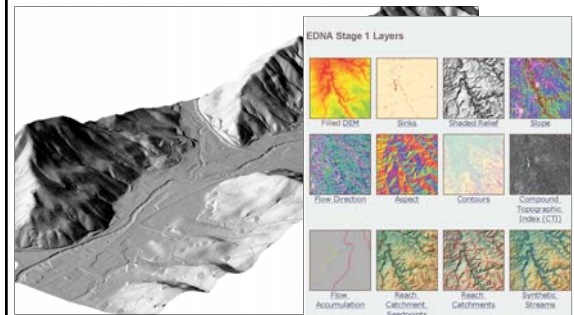 EDNA Stage 1 Layers
Filled DEM
Sinks
Shaded Relief
Slope
Flow Direction
Aspect
Contours
Compound
Topographic
Index (CTI)
Flow
Accumulation
Reach
Catchment
Seedpoints
Reach
Catchments
Synthetic
Streams